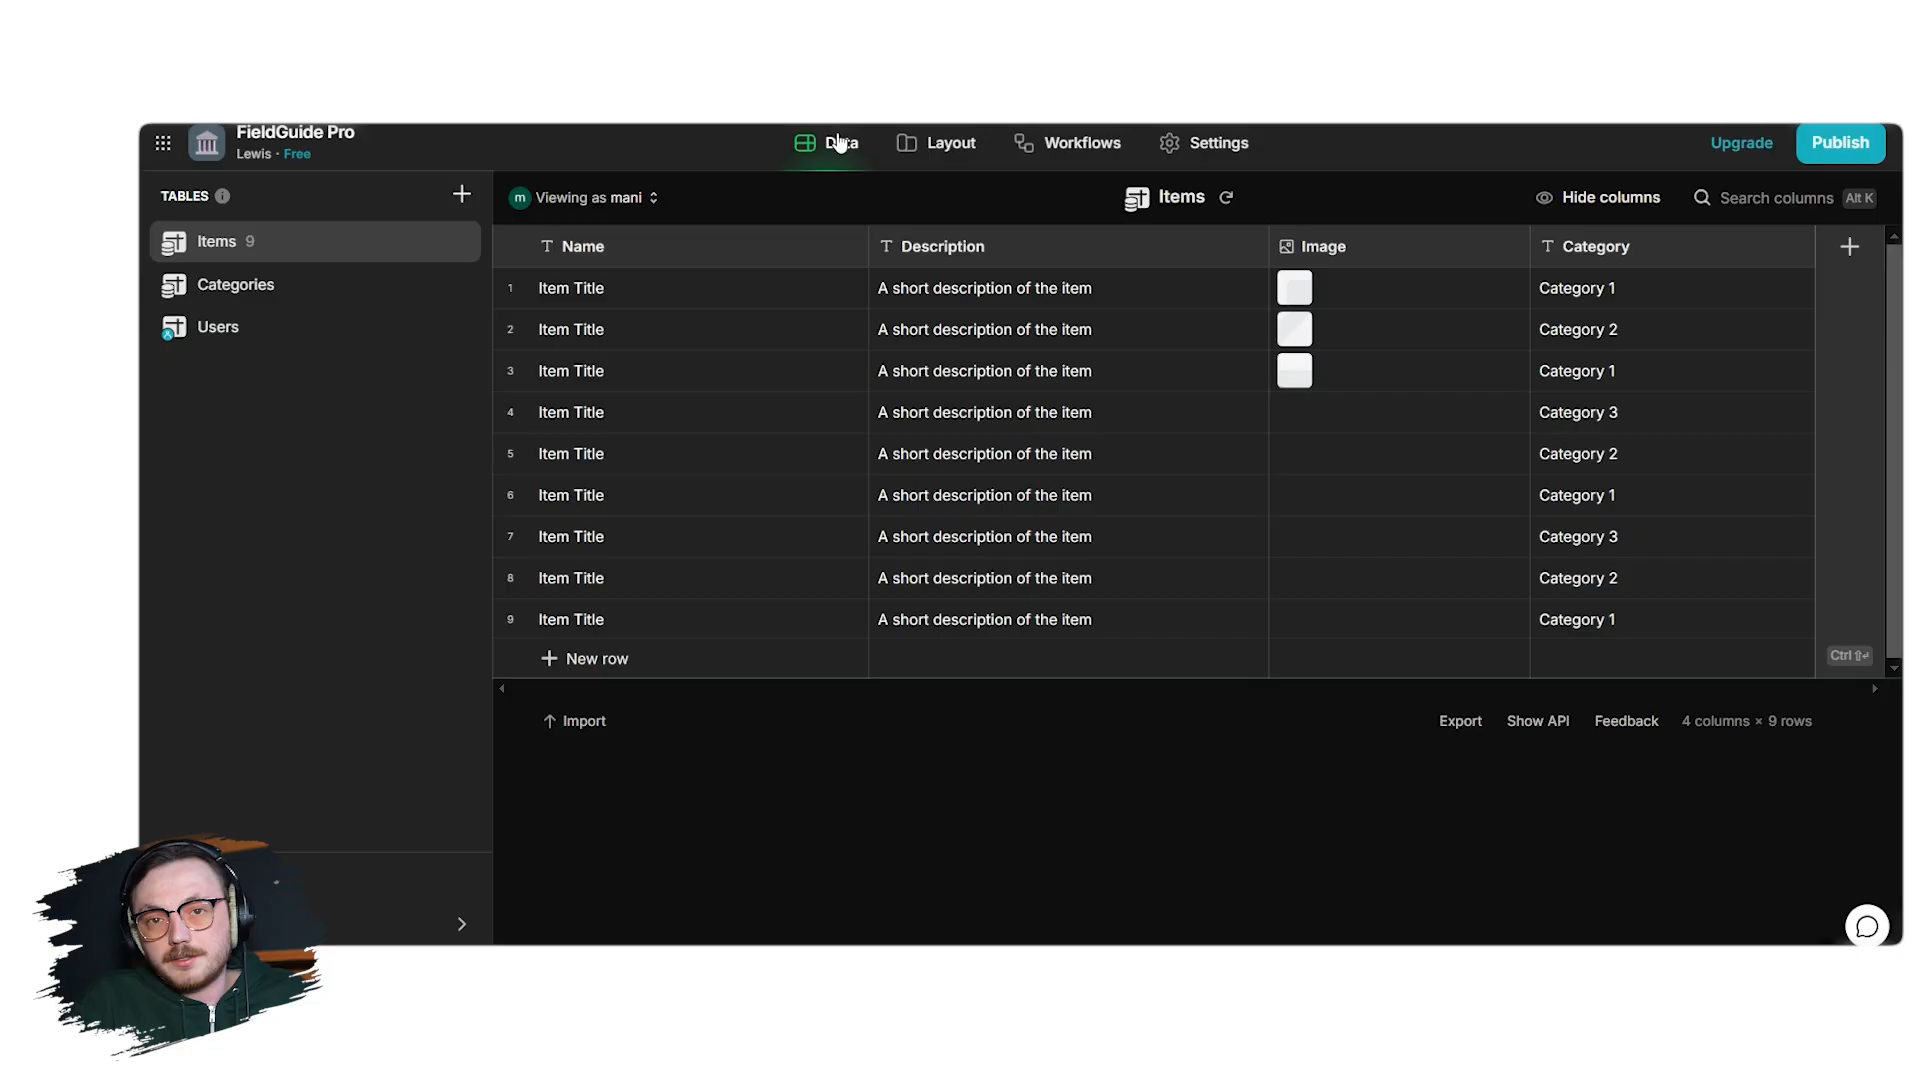 FieldGuide Pro
Lewis · Free
Layout
Workflows
Settings
Upgrade
Publish
TABLES
Items 9
Categories
Users
m Viewing as mani
Items
Hide columns
Search columns Alt K
Name Description Image Category
1 Item Title A short description of the item Category 1
2 Item Title A short description of the item Category 2
3 Item Title A short description of the item Category 1
4 Item Title A short description of the item Category 3
5 Item Title A short description of the item Category 2
6 Item Title A short description of the item Category 1
7 Item Title A short description of the item Category 3
8 Item Title A short description of the item Category 2
9 Item Title A short description of the item Category 1
New row
Ctrl ⇧↵
Import
Export Show API Feedback 4 columns × 9 rows